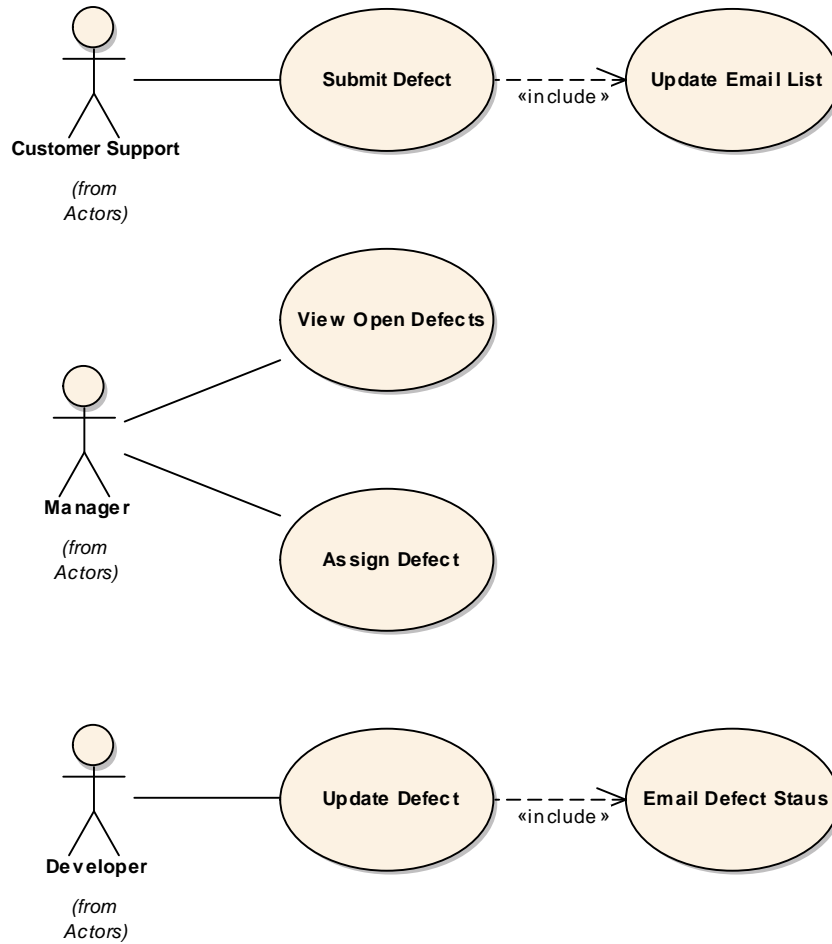 Submit Defect
Update Email List
«include»
Customer Support
(from
Actors)
View Open Defects
Manager
(from
Actors)
Assign Defect
Update Defect
Email Defect Staus
«include»
Developer
(from
Actors)